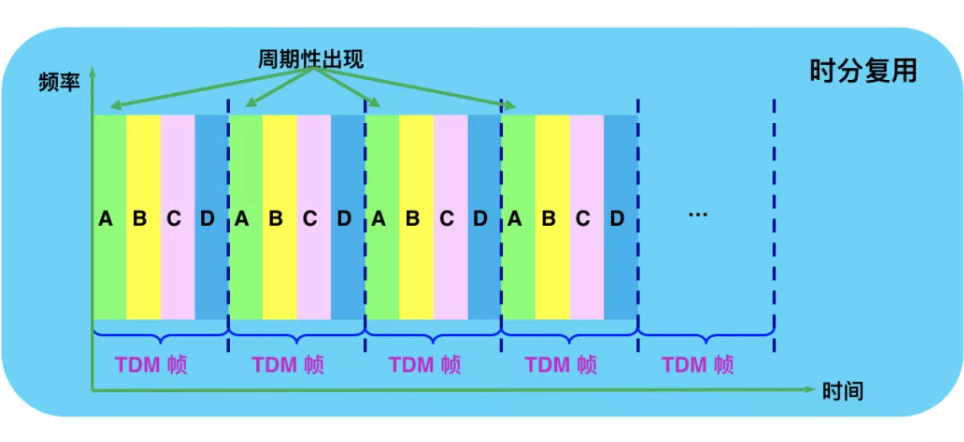 周期性出现
时分复用
频率
A B C D A B C D A B C D A B C D ...
TDM 帧 TDM 帧 TDM 帧 TDM 帧 TDM 帧
时间